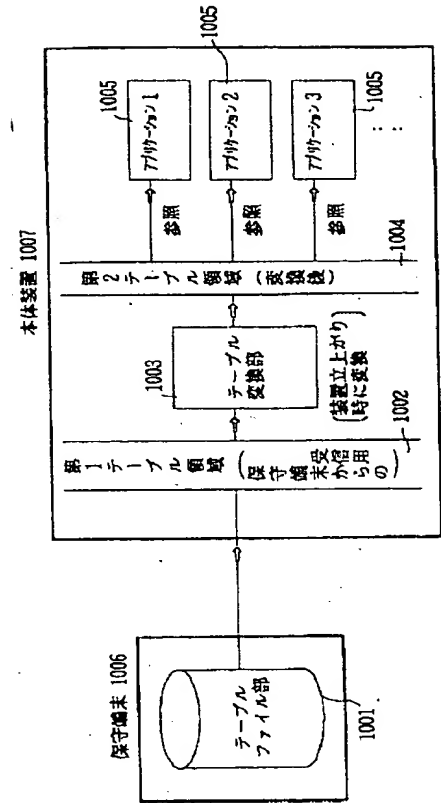 本体装置 1007
保守端末 1006
テーブル
ファイル部
1001
第1テーブル領域
(保守端末
からの
受信用)
1002
1003
テーブル
変換部
(装置立上がり
時に変換)
第2テーブル領域(変換後)
1004
参照
参照
参照
アプリケーション1
1005
アプリケーション2
1005
アプリケーション3
1005